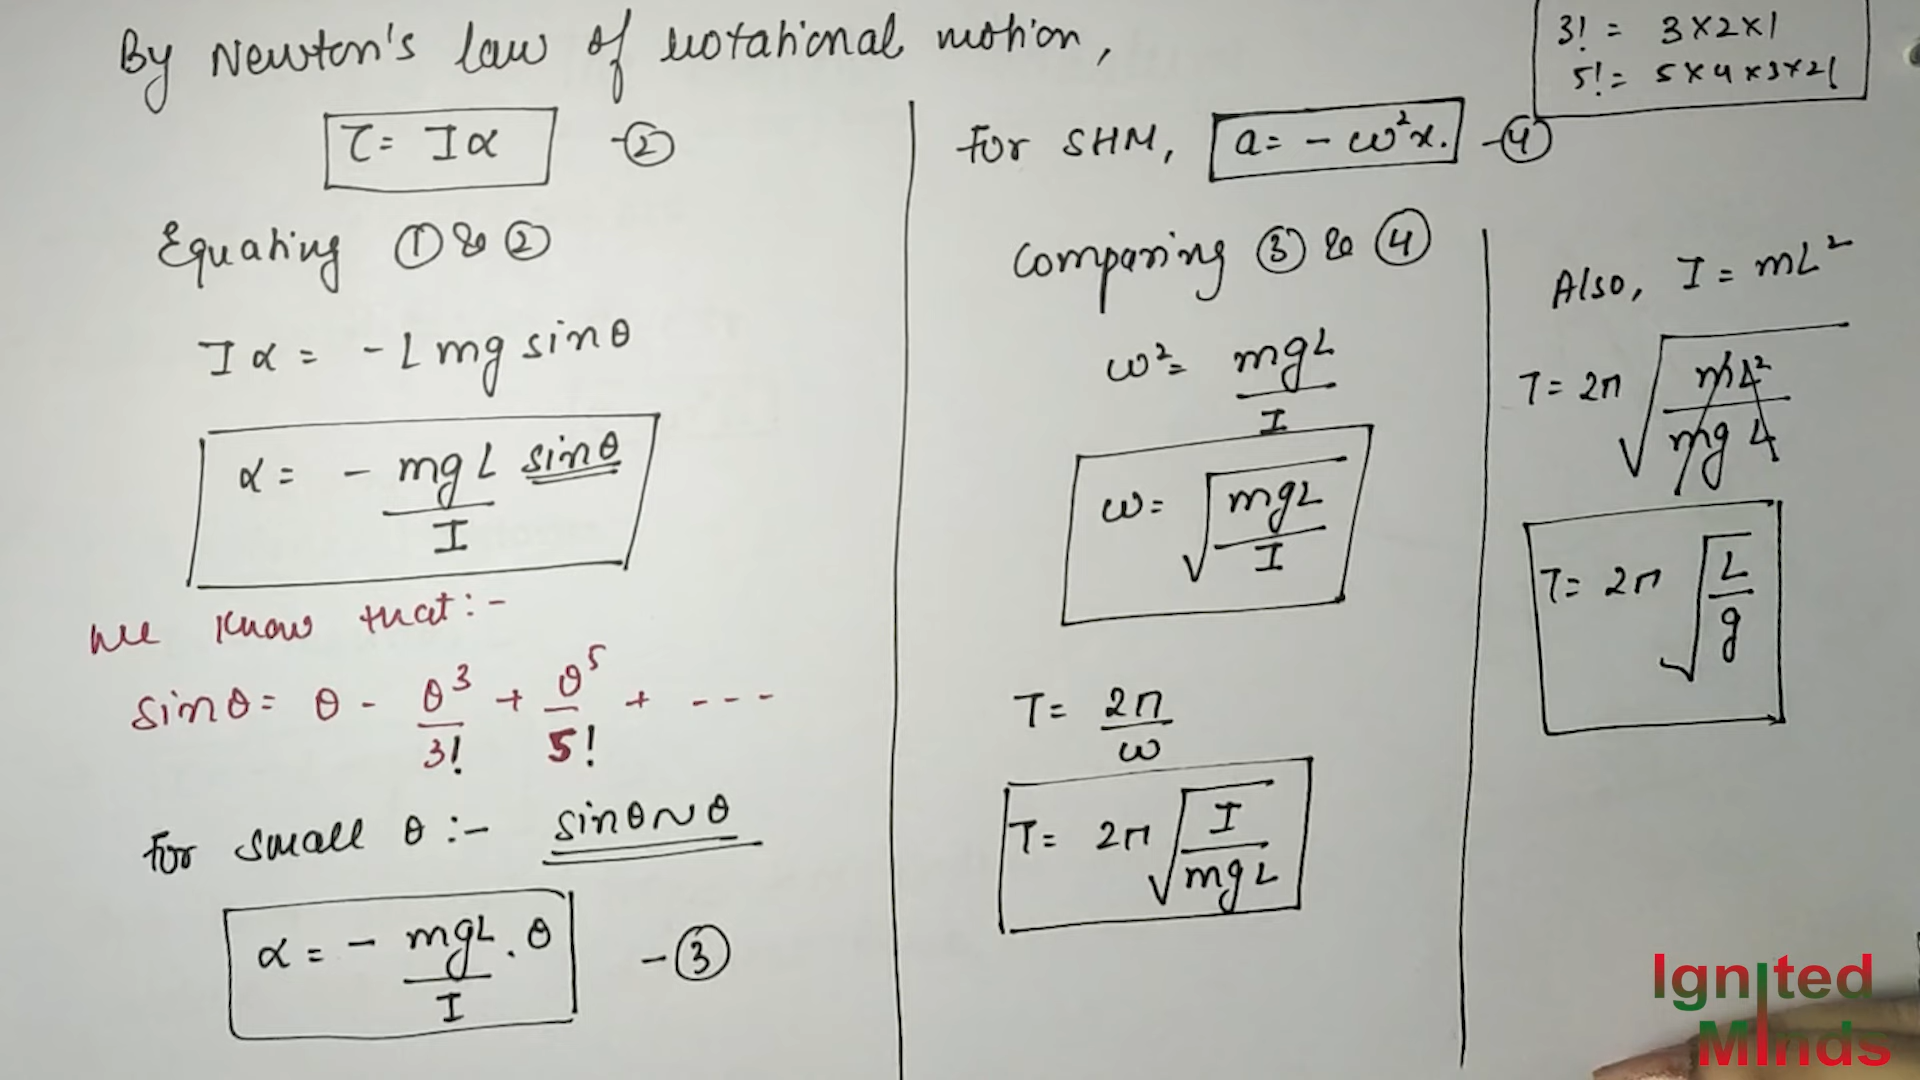 By Newton's law of rotational motion,
τ = Iα -②
Equating ① & ②
Iα = - L mg sinθ
α = - mgL/I sinθ
We know that:-
sinθ = θ - θ³/3! + θ⁵/5! + ----
For small θ :- sinθ ~ θ
α = - mgL/I . θ -③
3! = 3×2×1
5! = 5×4×3×21
For SHM, a = - ω²x. -④
Comparing ③ & ④
ω² = mgL/I
ω = √(mgL/I)
T = 2π/ω
T = 2π √(I/mgL)
Also, I = mL²
T = 2π √(mL²/mgL)
T = 2π √(L/g)
Ignited
Minds